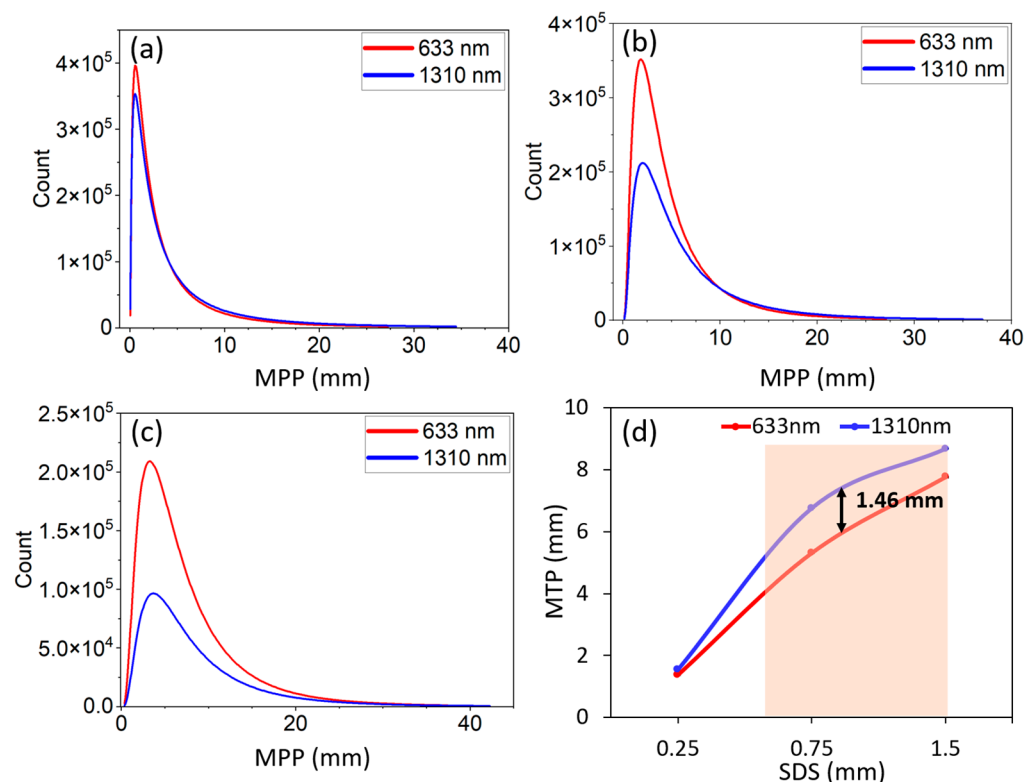 (a)
633 nm
1310 nm
4×10⁵
3×10⁵
2×10⁵
1×10⁵
0
Count
0
10
20
30
40
MPP (mm)
(b)
633 nm
1310 nm
4×10⁵
3×10⁵
2×10⁵
1×10⁵
0
Count
0
10
20
30
40
MPP (mm)
(c)
633 nm
1310 nm
2.5×10⁵
2.0×10⁵
1.5×10⁵
1.0×10⁵
5.0×10⁴
0.0
Count
0
20
40
MPP (mm)
(d)
633nm
1310nm
10
8
6
4
2
0
MTP (mm)
1.46 mm
0.25
0.75
1.5
SDS (mm)